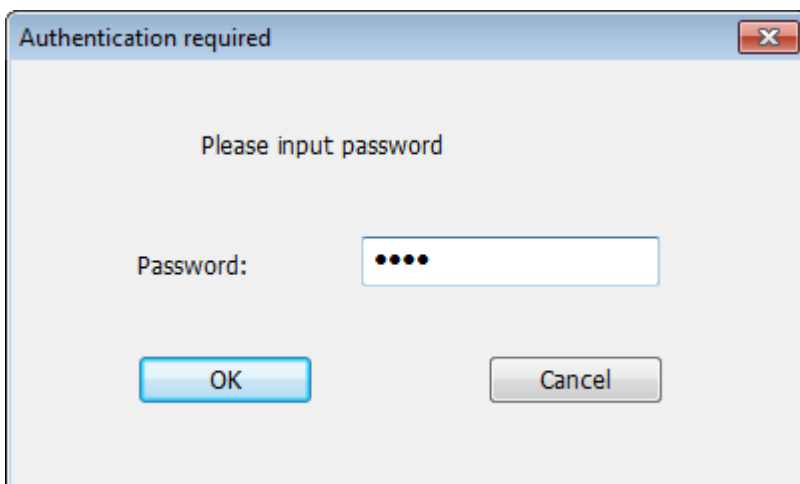 Authentication required
Please input password
Password: ••••
OK Cancel